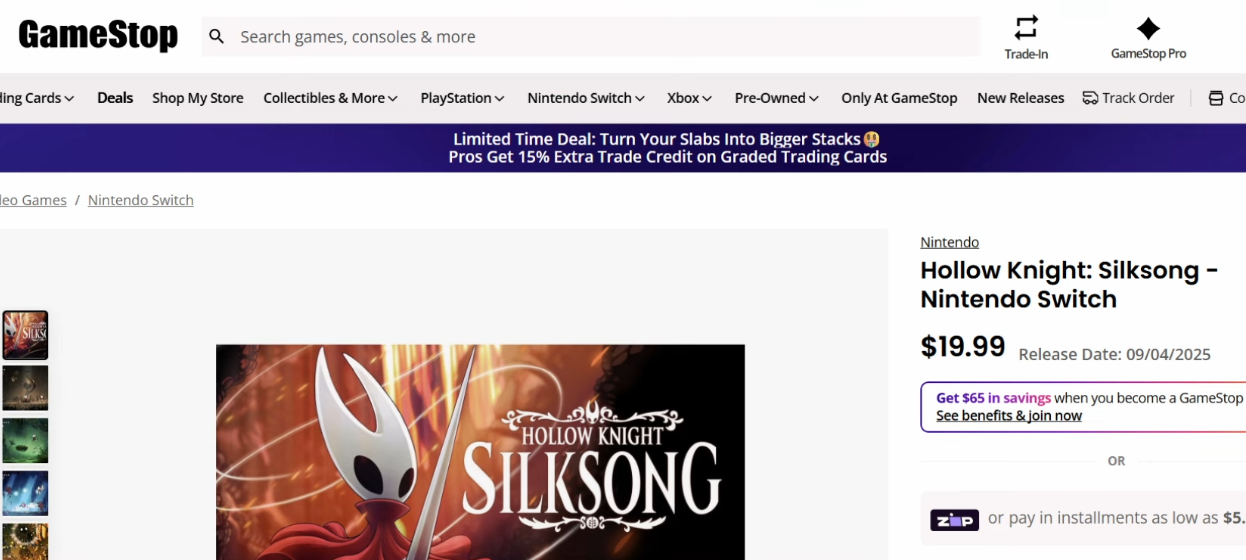 GameStop
Search games, consoles & more
Trade-In
GameStop Pro
ding Cards
Deals
Shop My Store
Collectibles & More
PlayStation
Nintendo Switch
Xbox
Pre-Owned
Only At GameStop
New Releases
Track Order
Co
Limited Time Deal: Turn Your Slabs Into Bigger Stacks🤑
Pros Get 15% Extra Trade Credit on Graded Trading Cards
deo Games / Nintendo Switch
Nintendo
Hollow Knight: Silksong -
Nintendo Switch
$19.99 Release Date: 09/04/2025
Get $65 in savings when you become a GameStop
See benefits & join now
OR
zip or pay in installments as low as $5.
HOLLOW KNIGHT
SILKSONG